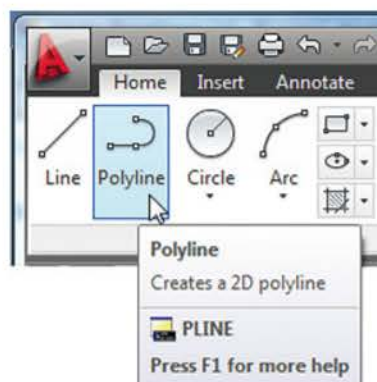 Home Insert Annotate
Line Polyline Circle Arc
Polyline
Creates a 2D polyline
PLINE
Press F1 for more help